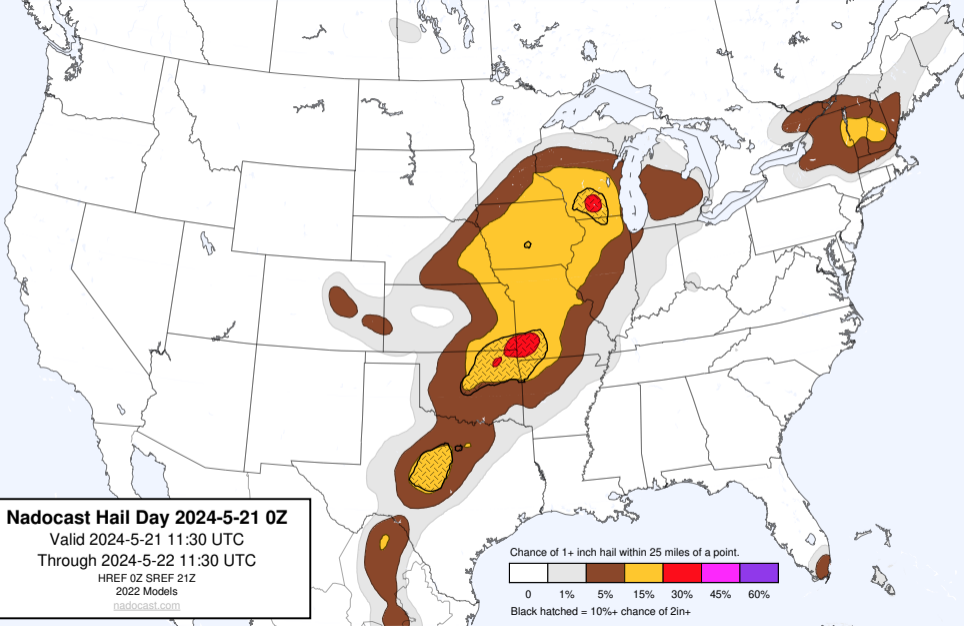 Nadocast Hail Day 2024-5-21 0Z
Valid 2024-5-21 11:30 UTC
Through 2024-5-22 11:30 UTC
HREF 0Z SREF 21Z
2022 Models
nadocast.com
Chance of 1+ inch hail within 25 miles of a point.
0 1% 5% 15% 30% 45% 60%
Black hatched = 10%+ chance of 2in+